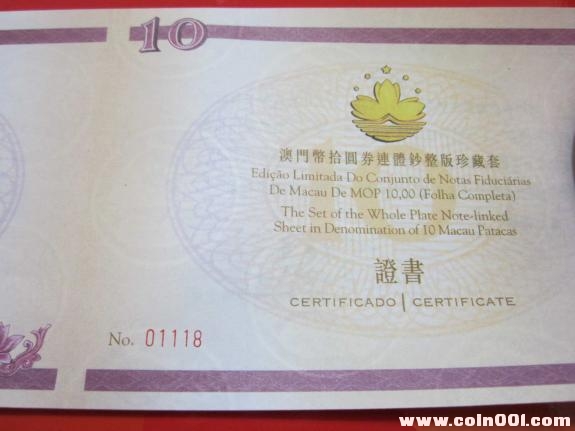 10
澳門幣拾圓券連體鈔整版珍藏套
Edição Limitada Do Conjunto de Notas Fiduciárias
De Macau De MOP 10,00 (Folha Completa)
The Set of the Whole Plate Note-linked
Sheet in Denomination of 10 Macau Patacas
10
證書
CERTIFICADO | CERTIFICATE
No. 01118
www.coin001.com